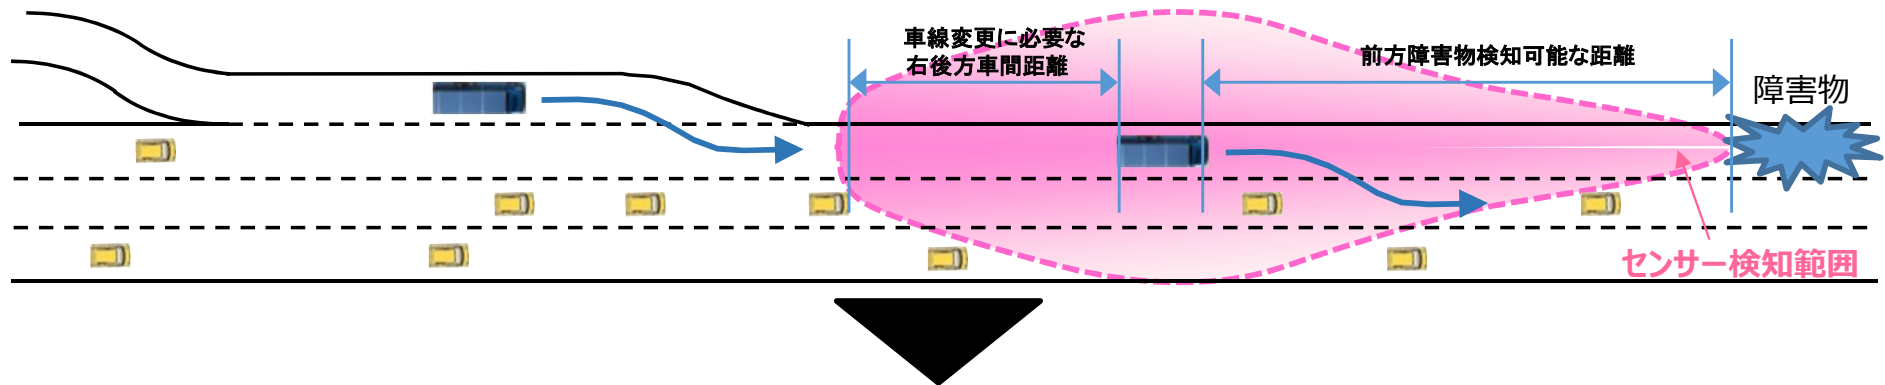 車線変更に必要な
右後方車間距離
前方障害物検知可能な距離
障害物
センサー検知範囲